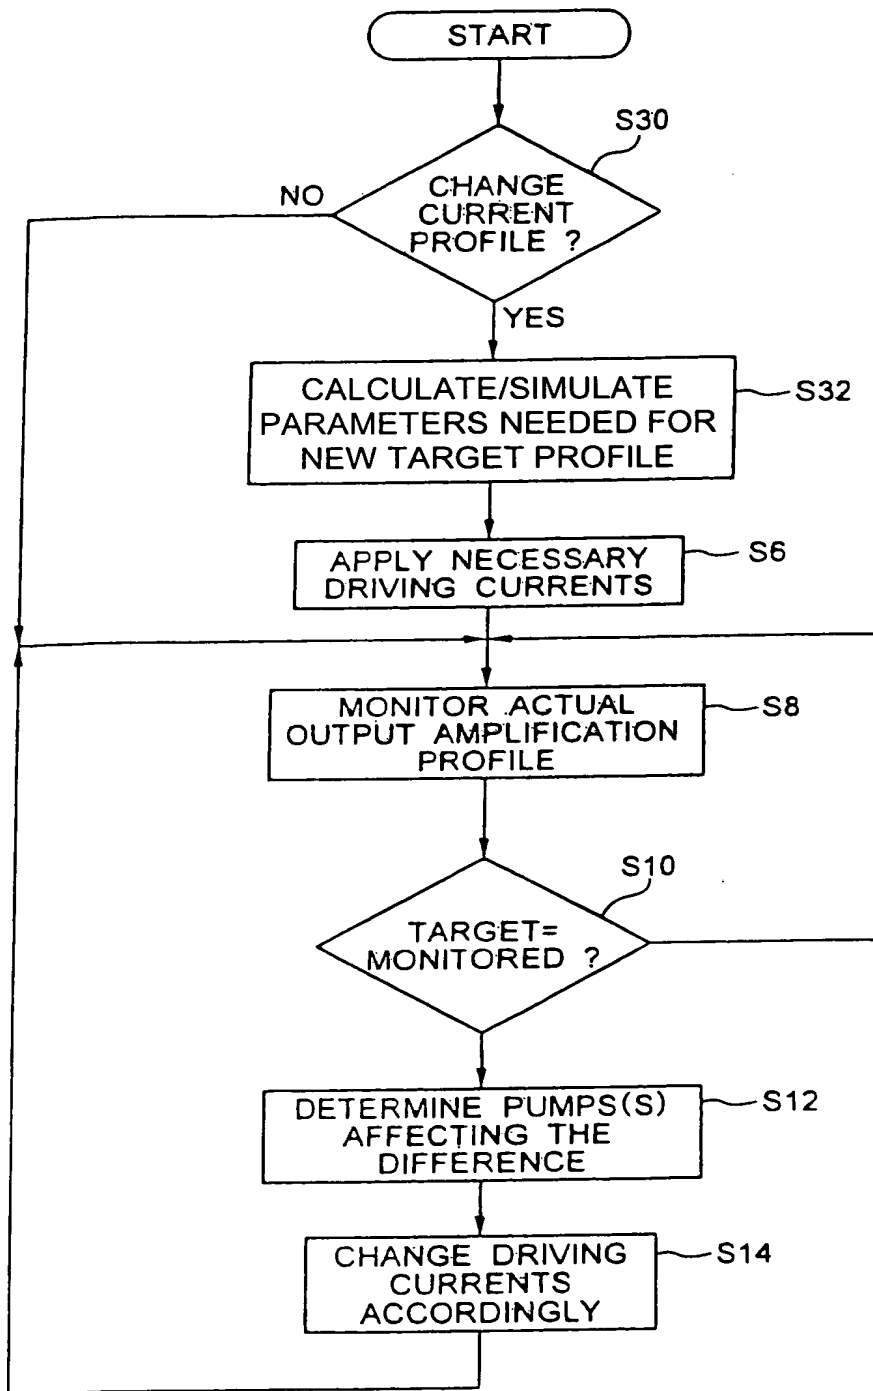 START
S30
CHANGE
CURRENT
PROFILE ?
NO
YES
CALCULATE/SIMULATE
PARAMETERS NEEDED FOR
NEW TARGET PROFILE
S32
APPLY NECESSARY
DRIVING CURRENTS
S6
MONITOR ACTUAL
OUTPUT AMPLIFICATION
PROFILE
S8
S10
TARGET=
MONITORED ?
DETERMINE PUMPS(S)
AFFECTING THE
DIFFERENCE
S12
CHANGE DRIVING
CURRENTS
ACCORDINGLY
S14